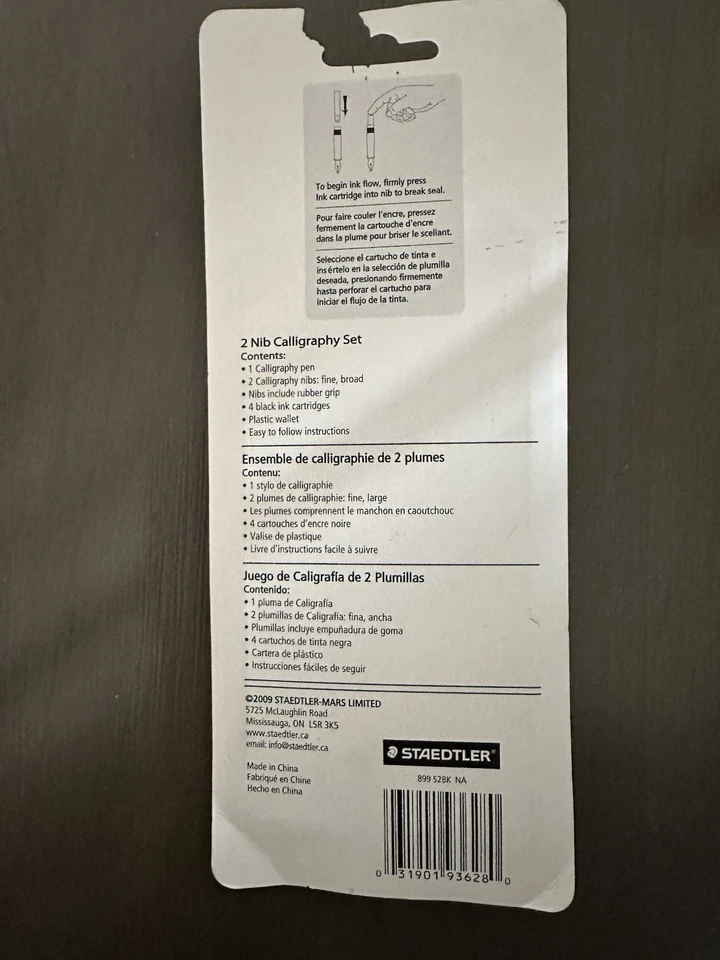 To begin ink flow, firmly press
Ink cartridge into nib to break seal.
Pour faire couler l'encre, pressez
fermement la cartouche d'encre
dans la plume pour briser le scellant.
Seleccione el cartucho de tinta e
insértelo en la selección de plumilla
deseada, presionando firmemente
hasta perforar el cartucho para
iniciar el flujo de la tinta.
2 Nib Calligraphy Set
Contents:
• 1 Calligraphy pen
• 2 Calligraphy nibs: fine, broad
• Nibs include rubber grip
• 4 black ink cartridges
• Plastic wallet
• Easy to follow instructions
Ensemble de calligraphie de 2 plumes
Contenu:
• 1 stylo de calligraphie
• 2 plumes de calligraphie: fine, large
• Les plumes comprennent le manchon en caoutchouc
• 4 cartouches d'encre noire
• Valise de plastique
• Livre d'instructions facile à suivre
Juego de Caligrafía de 2 Plumillas
Contenido:
• 1 pluma de Caligrafía
• 2 plumillas de Caligrafía: fina, ancha
• Plumillas incluye empuñadura de goma
• 4 cartuchos de tinta negra
• Cartera de plástico
• Instrucciones fáciles de seguir
©2009 STAEDTLER-MARS LIMITED
5725 McLaughlin Road
Mississauga, ON L5R 3K5
www.staedtler.ca
email: info@staedtler.ca
Made in China
Fabriqué en Chine
Hecho en China
STAEDTLER®
899 S2BK NA
0 31901 93628 0